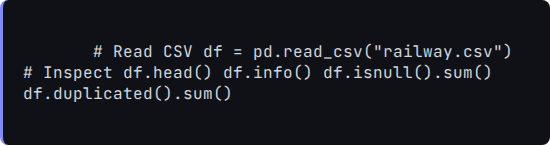 # Read CSV df = pd.read_csv("railway.csv")
# Inspect df.head() df.info() df.isnull().sum()
df.duplicated().sum()